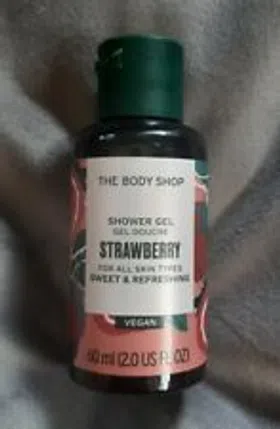 THE BODY SHOP
SHOWER GEL
GEL DOUCHE
STRAWBERRY
FOR ALL SKIN TYPES
SWEET & REFRESHING
VEGAN
60 ml (2.0 US FL OZ)